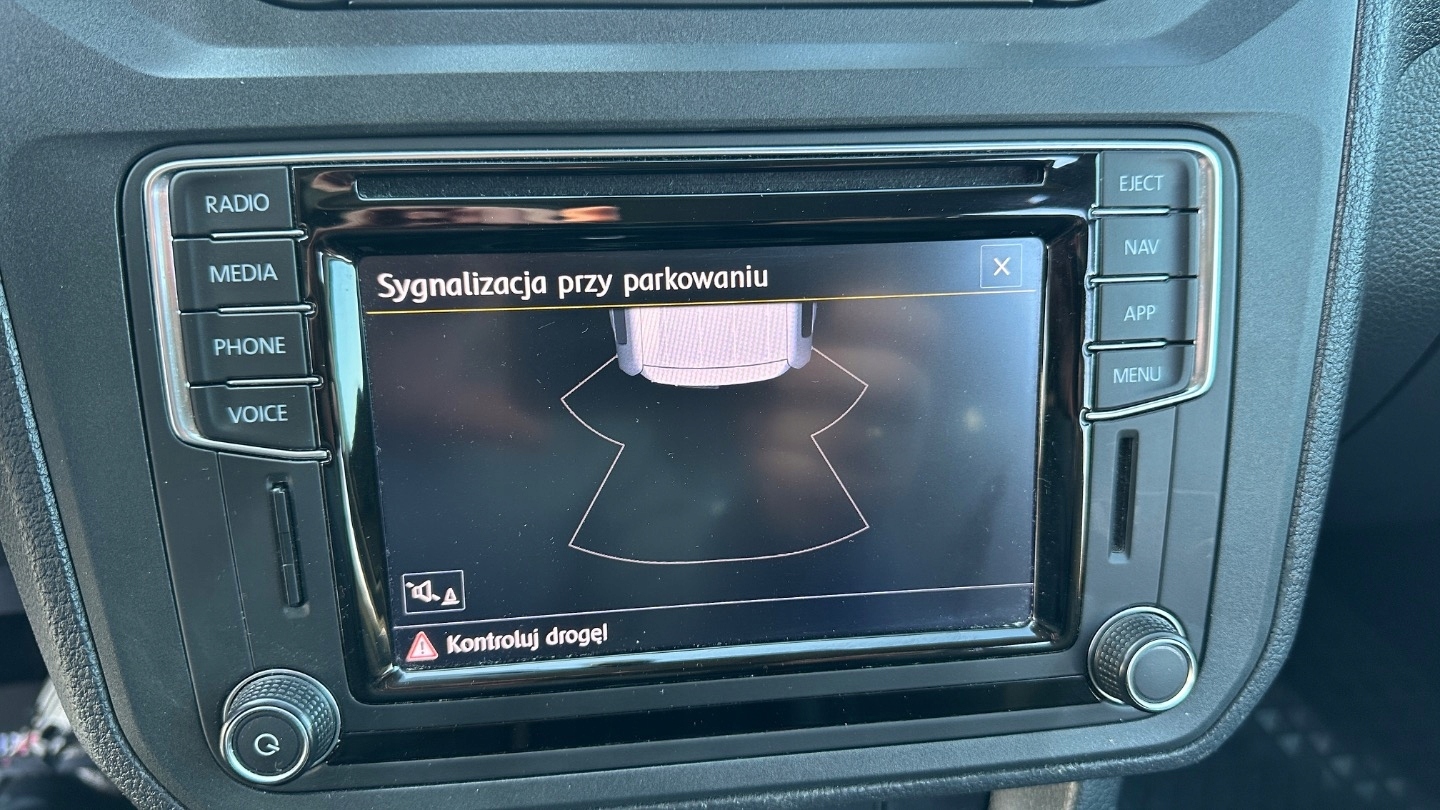 RADIO
MEDIA
PHONE
VOICE
Sygnalizacja przy parkowaniu
X
Kontroluj drogę!
EJECT
NAV
APP
MENU